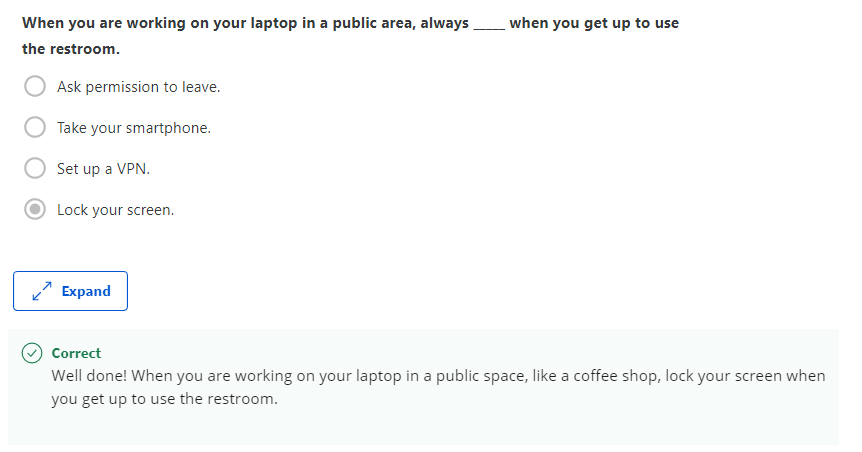 When you are working on your laptop in a public area, always _____ when you get up to use
the restroom.
Ask permission to leave.
Take your smartphone.
Set up a VPN.
Lock your screen.
Expand
Correct
Well done! When you are working on your laptop in a public space, like a coffee shop, lock your screen when
you get up to use the restroom.